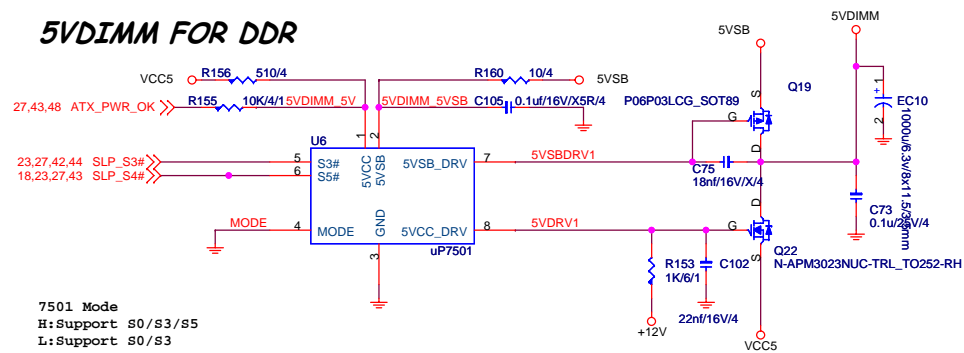 5VDIMM FOR DDR
VCC5
R156
510/4
R160
10/4
5VSB
27,43,48 ATX_PWR_OK
R155
10K/4/1
5VDIMM_5V
5VDIMM_5VSB
C105
0.1uf/16V/X5R/4
U6
1
2
5VCC
5VSB
23,27,42,44 SLP_S3#
5
S3#
18,23,27,43 SLP_S4#
6
S5#
5VSB_DRV
7
5VSBDRV1
MODE
4
MODE
GND
5VCC_DRV
8
5VDRV1
3
uP7501
5VSB
5VDIMM
Q19
P06P03LCG_SOT89
S
G
D
+
1
2
EC10
1000u/6.3v/8x11.5/3.5mm
C75
18nf/16V/X/4
C73
0.1u/25V/4
D
G
S
Q22
N-APM3023NUC-TRL_TO252-RH
R153
1K/6/1
C102
22nf/16V/4
+12V
VCC5
7501 Mode
H:Support S0/S3/S5
L:Support S0/S3